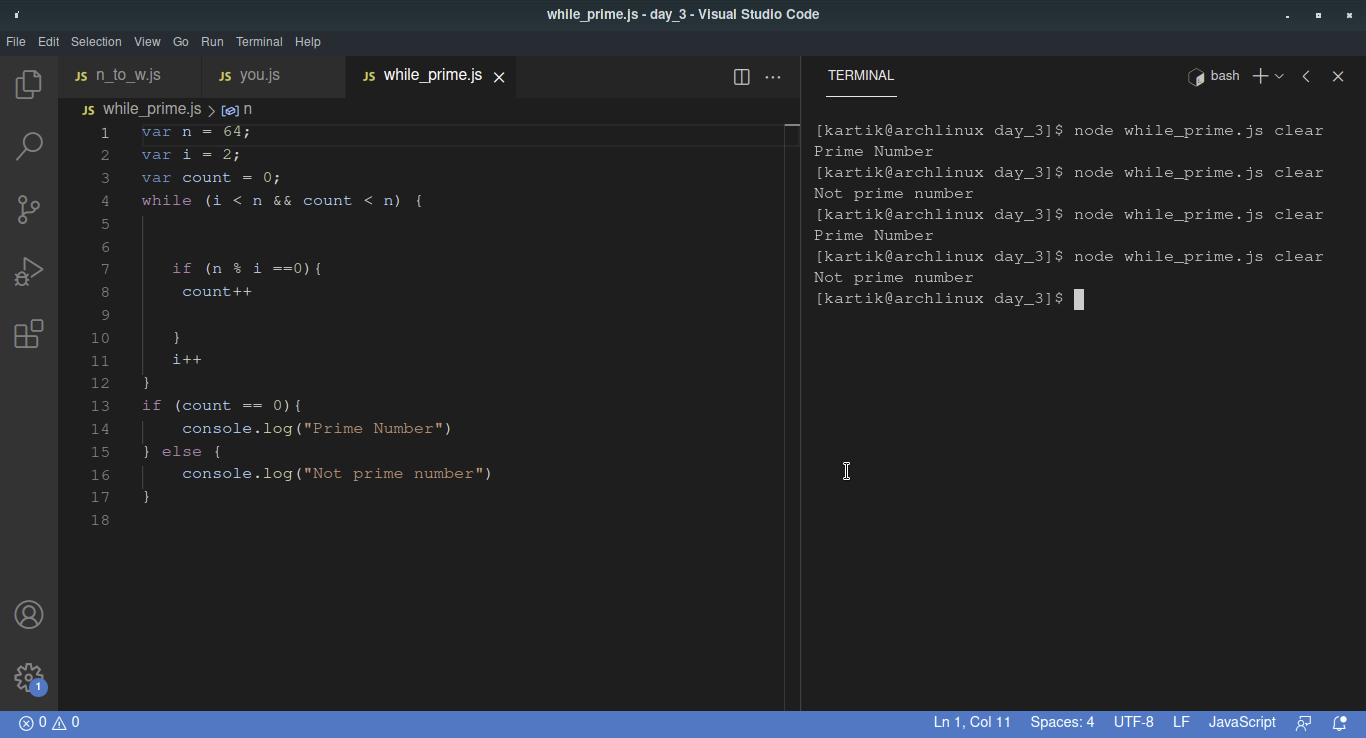 while_prime.js - day_3 - Visual Studio Code
File Edit Selection View Go Run Terminal Help
JS n_to_w.js JS you.js JS while_prime.js
JS while_prime.js > n
1 var n = 64;
2 var i = 2;
3 var count = 0;
4 while (i < n && count < n) {
5
6
7 if (n % i ==0){
8 count++
9
10 }
11 i++
12 }
13 if (count == 0){
14 console.log("Prime Number")
15 } else {
16 console.log("Not prime number")
17 }
18
TERMINAL bash
[kartik@archlinux day_3]$ node while_prime.js clear
Prime Number
[kartik@archlinux day_3]$ node while_prime.js clear
Not prime number
[kartik@archlinux day_3]$ node while_prime.js clear
Prime Number
[kartik@archlinux day_3]$ node while_prime.js clear
Not prime number
[kartik@archlinux day_3]$
1
0 0 Ln 1, Col 11 Spaces: 4 UTF-8 LF JavaScript